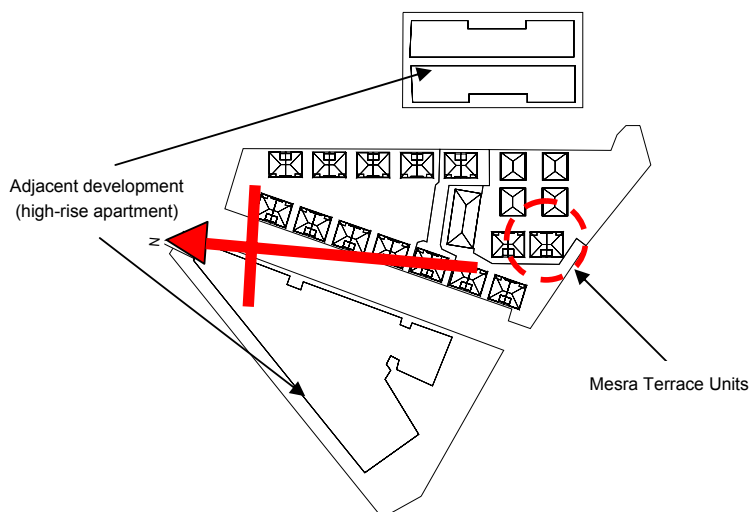 Adjacent development
(high-rise apartment)
N
Mesra Terrace Units